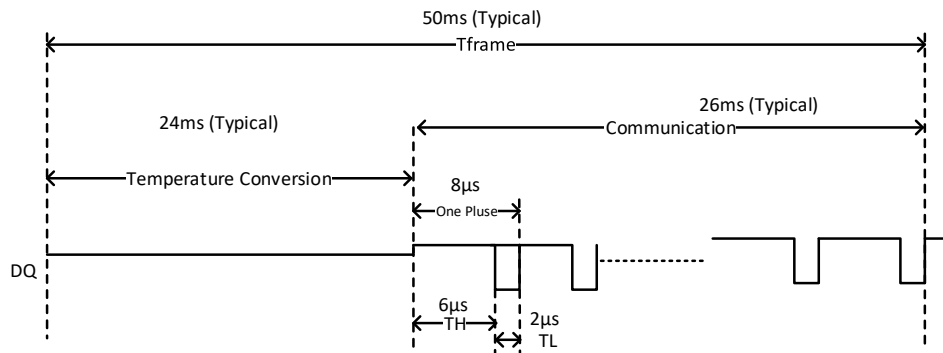 50ms (Typical)
Tframe
24ms (Typical)
26ms (Typical)
Communication
Temperature Conversion
8μs
One Pluse
DQ
6μs
TH
2μs
TL